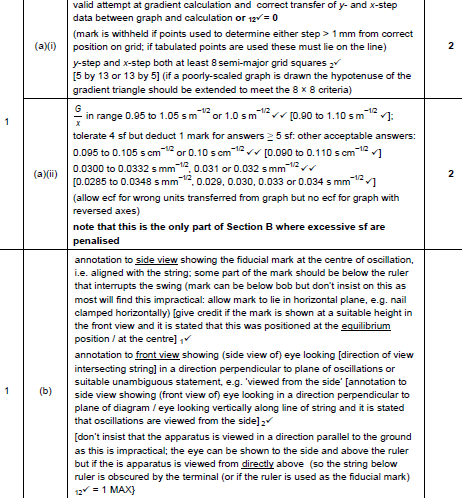 valid attempt at gradient calculation and correct transfer of y- and x-step
data between graph and calculation or 12✓ = 0
(mark is withheld if points used to determine either step > 1 mm from correct
(a)(i) position on grid; if tabulated points are used these must lie on the line) 2
y-step and x-step both at least 8 semi-major grid squares 2✓
[5 by 13 or 13 by 5] (if a poorly-scaled graph is drawn the hypotenuse of the
gradient triangle should be extended to meet the 8 × 8 criteria)
1
G/x in range 0.95 to 1.05 s m^-1/2 or 1.0 s m^-1/2 ✓✓ [0.90 to 1.10 s m^-1/2 ✓];
tolerate 4 sf but deduct 1 mark for answers ≥ 5 sf: other acceptable answers:
0.095 to 0.105 s cm^-1/2 or 0.10 s cm^-1/2 ✓✓ [0.090 to 0.110 s cm^-1/2 ✓]
(a)(ii) 0.0300 to 0.0332 s mm^-1/2, 0.031 or 0.032 s mm^-1/2 ✓✓ 2
[0.0285 to 0.0348 s mm^-1/2, 0.029, 0.030, 0.033 or 0.034 s mm^-1/2 ✓]
(allow ecf for wrong units transferred from graph but no ecf for graph with
reversed axes)
note that this is the only part of Section B where excessive sf are
penalised
annotation to side view showing the fiducial mark at the centre of oscillation,
i.e. aligned with the string; some part of the mark should be below the ruler
that interrupts the swing (mark can be below bob but don't insist on this as
most will find this impractical: allow mark to lie in horizontal plane, e.g. nail
clamped horizontally) [give credit if the mark is shown at a suitable height in
the front view and it is stated that this was positioned at the equilibrium
position / at the centre] 1✓
annotation to front view showing (side view of) eye looking [direction of view
intersecting string] in a direction perpendicular to plane of oscillations or
1 (b) suitable unambiguous statement, e.g. 'viewed from the side' [annotation to
side view showing (front view of) eye looking in a direction perpendicular to
plane of diagram / eye looking vertically along line of string and it is stated
that oscillations are viewed from the side] 2✓
[don't insist that the apparatus is viewed in a direction parallel to the ground
as this is impractical; the eye can be shown to the side and above the ruler
but if the is apparatus is viewed from directly above (so the string below
ruler is obscured by the terminal (or if the ruler is used as the fiducial mark)
12✓ = 1 MAX}